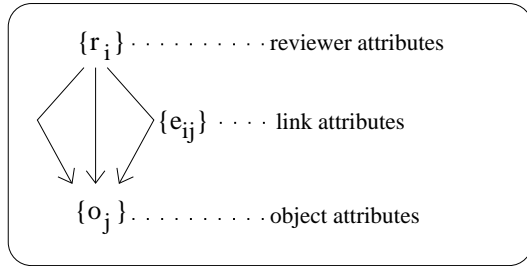 {r_i} . . . . . . . . . . . reviewer attributes
{e_ij} . . . . link attributes
{o_j} . . . . . . . . . . . object attributes